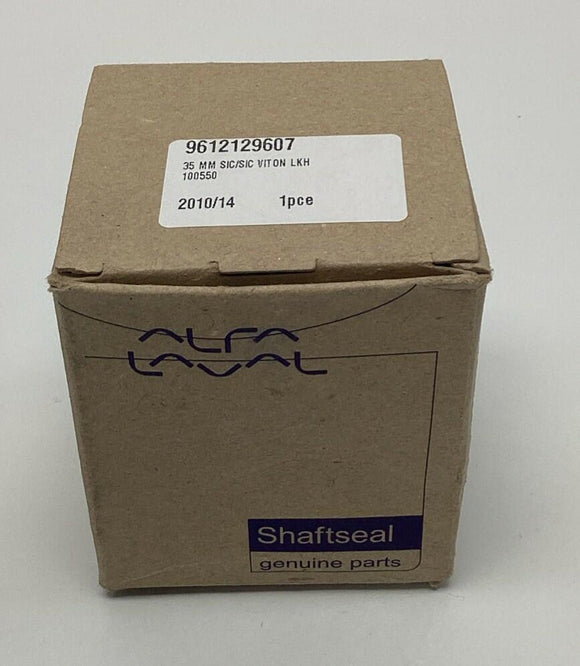 9612129607
35 MM SIC/SIC VITON LKH
100550
2010/14 1pce
ALFA
LAVAL
Shaftseal
genuine parts